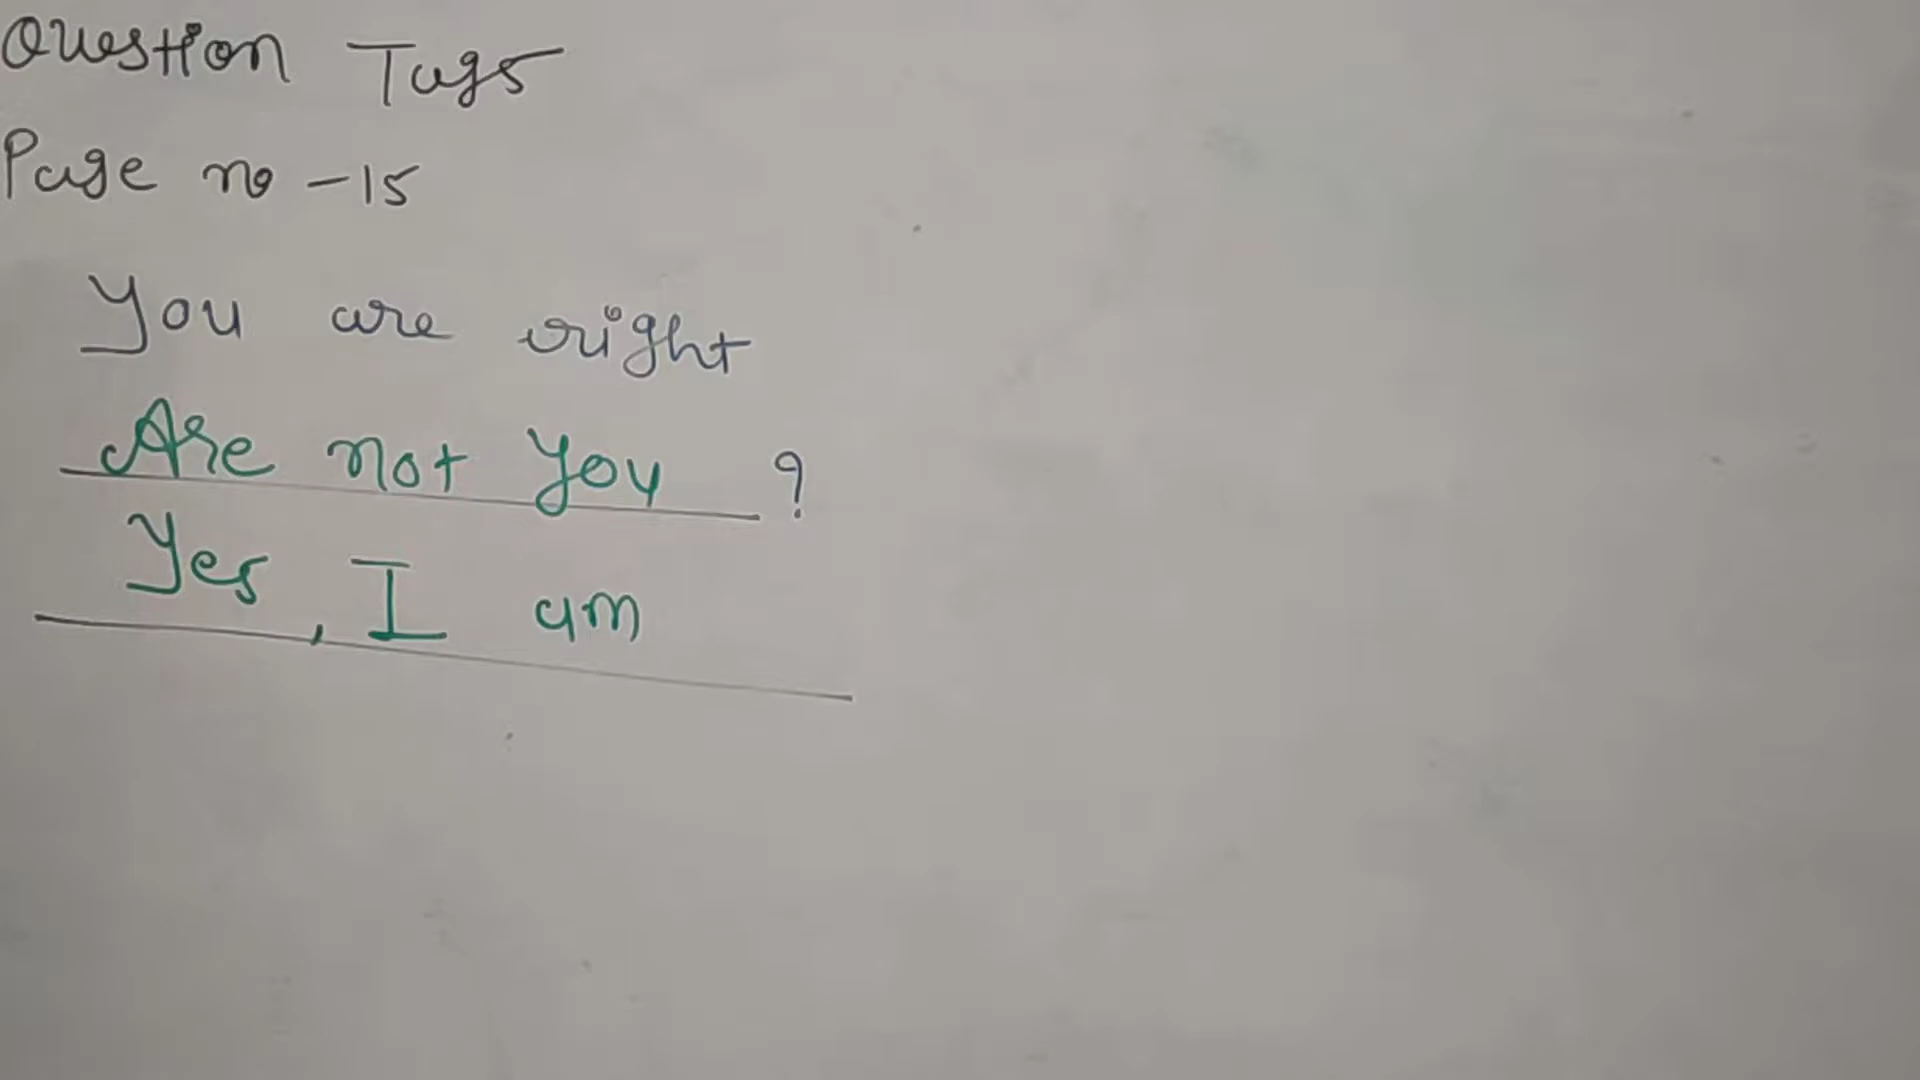 Question Tags
Page no -15
You are right
Are not you ?
Yes, I am